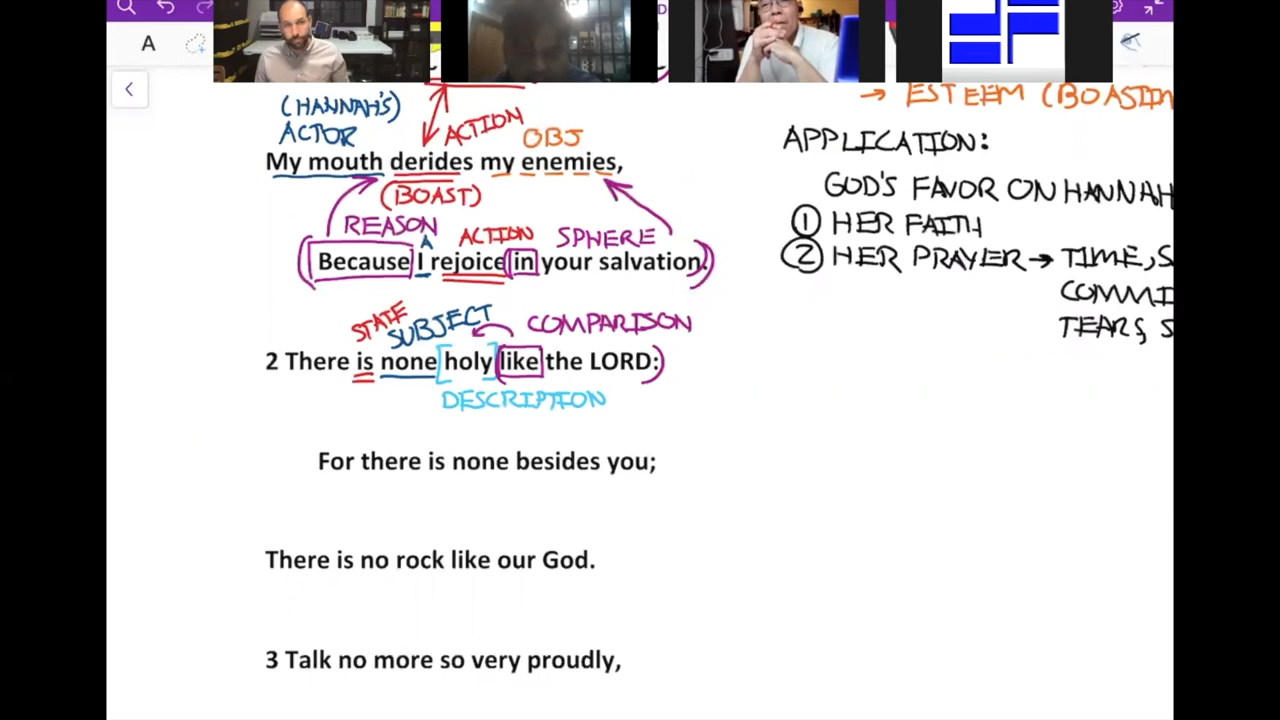 A
→ ESTEEM (BOASTIN
(HANNAH'S)
ACTOR
ACTION
OBJ
My mouth derides my enemies,
(BOAST)
REASON
A
ACTION
SPHERE
(Because I rejoice in your salvation.)
STATE
SUBJECT
COMPARISON
2 There is none [holy] like the LORD:)
DESCRIPTION
For there is none besides you;
There is no rock like our God.
3 Talk no more so very proudly,
APPLICATION:
GOD'S FAVOR ON HANNAH
① HER FAITH
② HER PRAYER → TIME, S
COMMI
TEARS, S